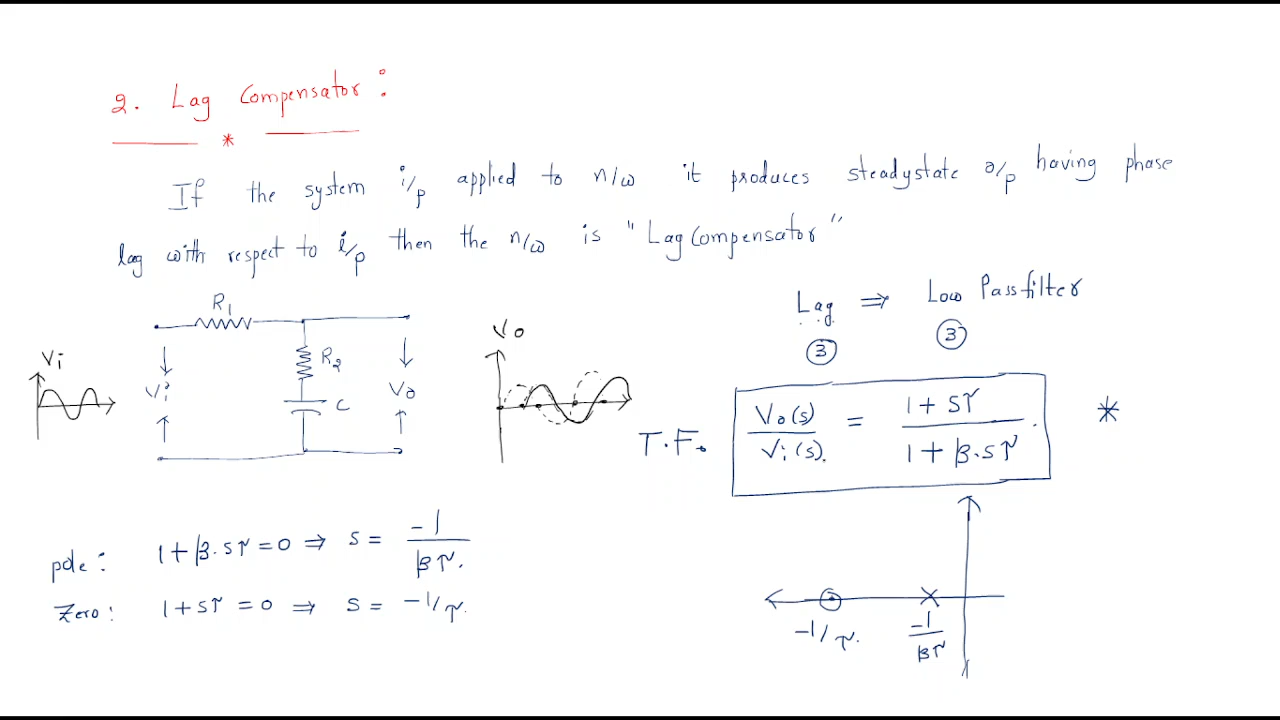 2. Lag Compensator :
*
If the system i/p applied to n/w it produces steadystate o/p having phase
lag with respect to i/p then the n/w is "Lag Compensator"
Lag ⇒ Low Pass filter
③ ③
R1
R2
C
Vi
Vi
Vo
Vo
T.F. Vo(s)/Vi(s) = 1 + sτ / 1 + β.sτ *
pole : 1 + β.sτ = 0 ⇒ s = -1/βτ.
Zero : 1 + sτ = 0 ⇒ s = -1/τ.
-1/τ. -1/βτ